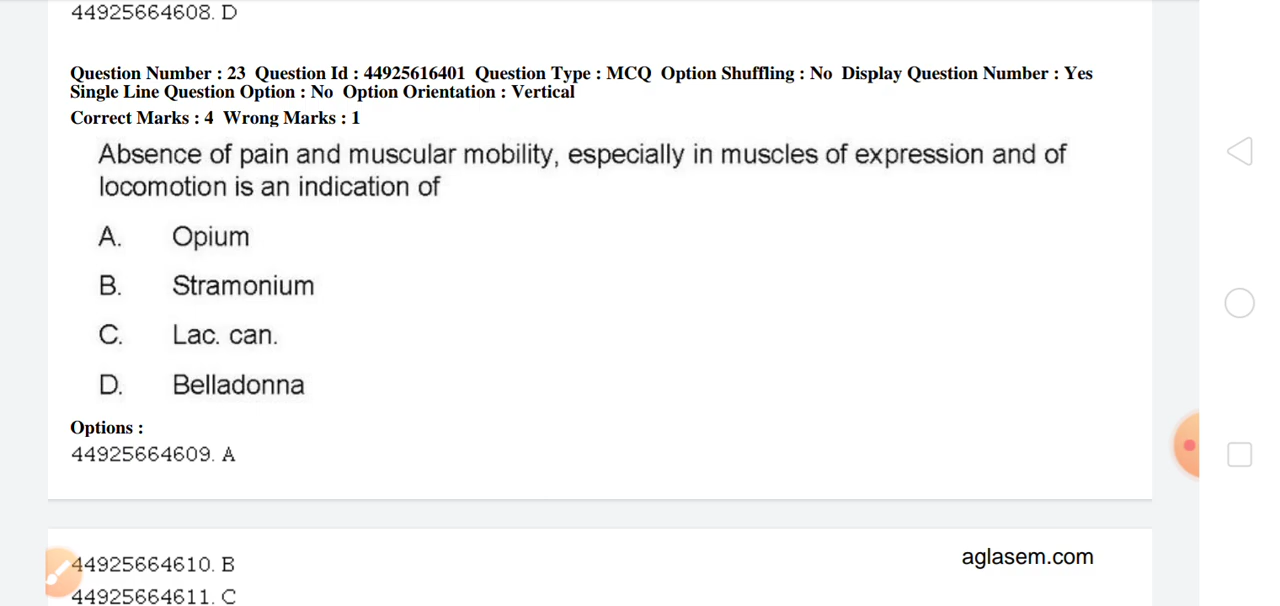 44925664608. D
Question Number : 23 Question Id : 44925616401 Question Type : MCQ Option Shuffling : No Display Question Number : Yes
Single Line Question Option : No Option Orientation : Vertical
Correct Marks : 4 Wrong Marks : 1
Absence of pain and muscular mobility, especially in muscles of expression and of
locomotion is an indication of
A. Opium
B. Stramonium
C. Lac. can.
D. Belladonna
Options :
44925664609. A
aglasem.com
44925664610. B
44925664611. C